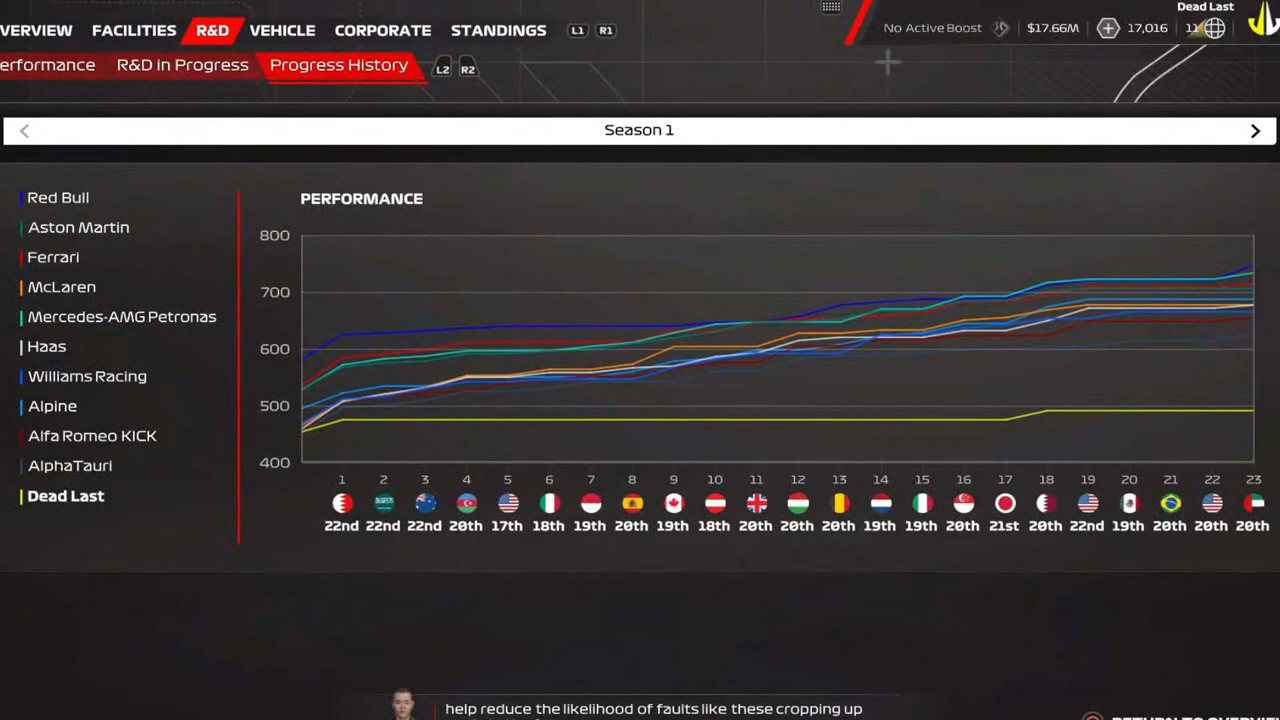 Dead Last
VERVIEW FACILITIES R&D VEHICLE CORPORATE STANDINGS L1 R1 No Active Boost $17.66M 17,016 11
erformance R&D in Progress Progress History L2 R2
Season 1
Red Bull
Aston Martin
Ferrari
McLaren
Mercedes-AMG Petronas
Haas
Williams Racing
Alpine
Alfa Romeo KICK
AlphaTauri
Dead Last
PERFORMANCE
800
700
600
500
400
1 2 3 4 5 6 7 8 9 10 11 12 13 14 15 16 17 18 19 20 21 22 23
22nd 22nd 22nd 20th 17th 18th 19th 20th 19th 18th 20th 20th 20th 19th 19th 20th 21st 20th 22nd 19th 20th 20th 20th
help reduce the likelihood of faults like these cropping up
RETURN TO OVERVIE